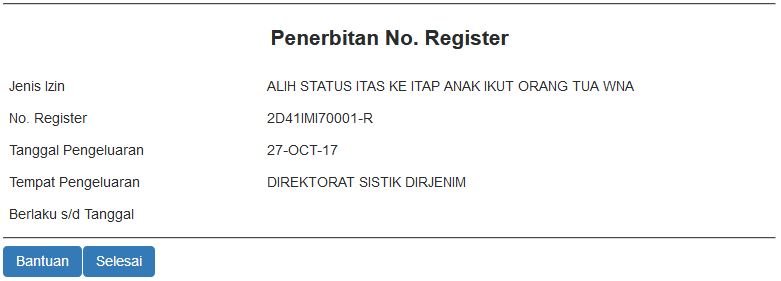 Penerbitan No. Register
Jenis Izin ALIH STATUS ITAS KE ITAP ANAK IKUT ORANG TUA WNA
No. Register 2D41IMI70001-R
Tanggal Pengeluaran 27-OCT-17
Tempat Pengeluaran DIREKTORAT SISTIK DIRJENIM
Berlaku s/d Tanggal
Bantuan Selesai